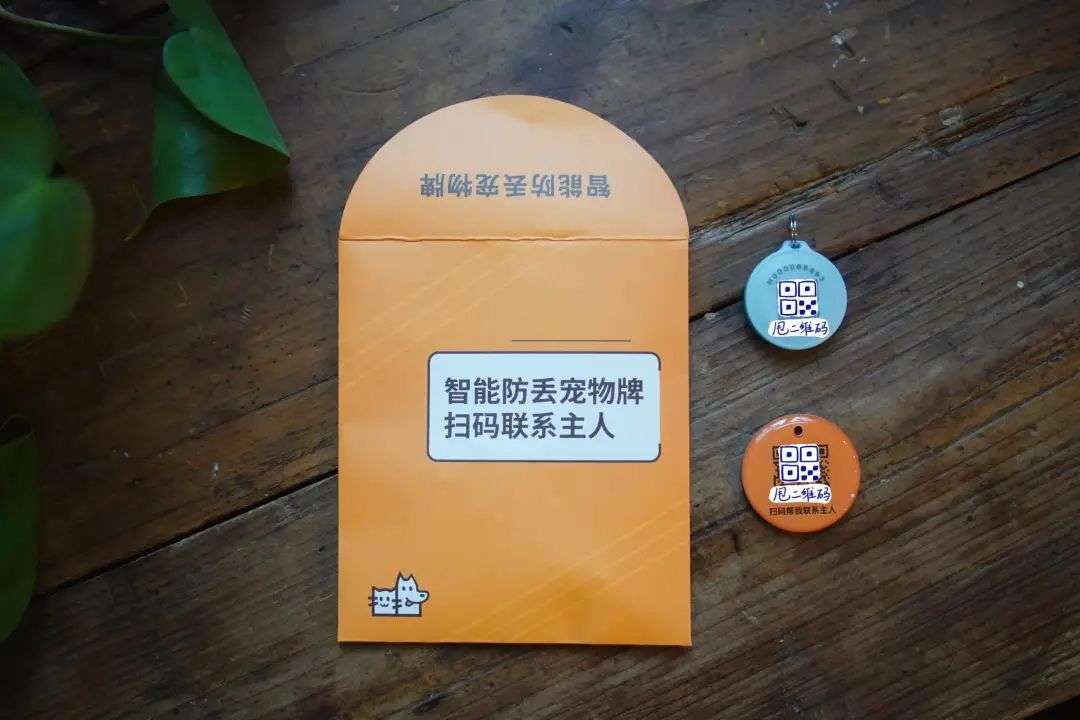 智能防丢宠物牌
智能防丢宠物牌
扫码联系主人
甩二维码
甩二维码
扫码帮我联系主人